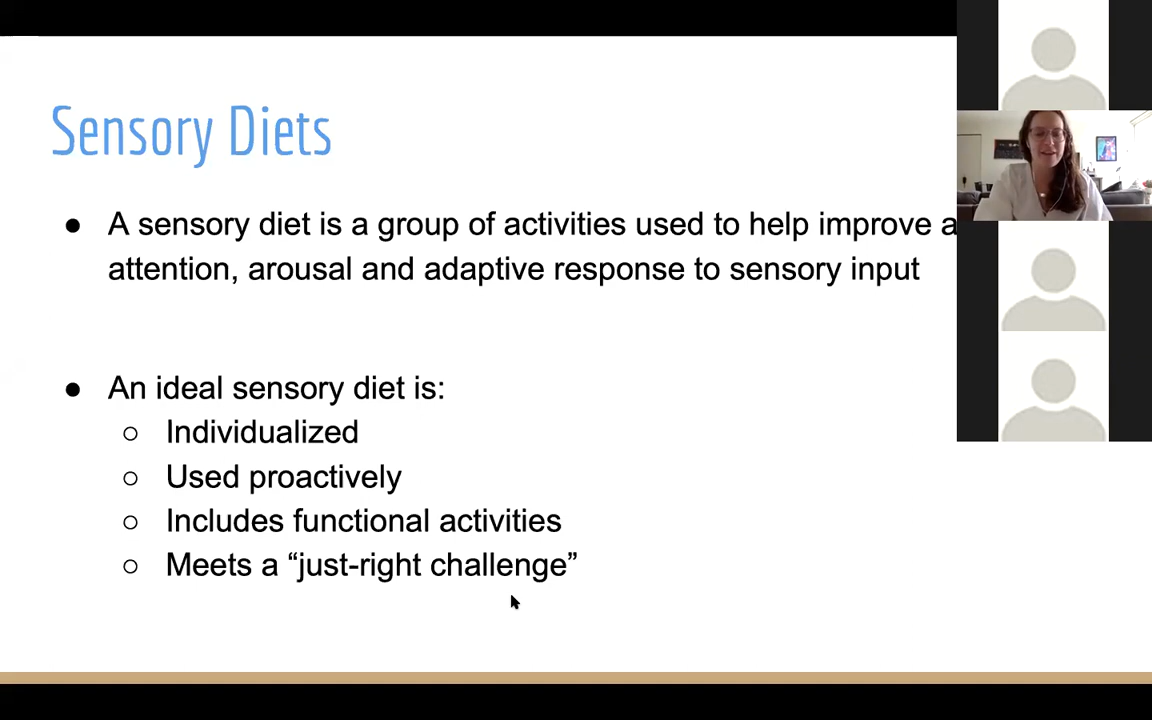 Sensory Diets
● A sensory diet is a group of activities used to help improve a
attention, arousal and adaptive response to sensory input
● An ideal sensory diet is:
○ Individualized
○ Used proactively
○ Includes functional activities
○ Meets a “just-right challenge”